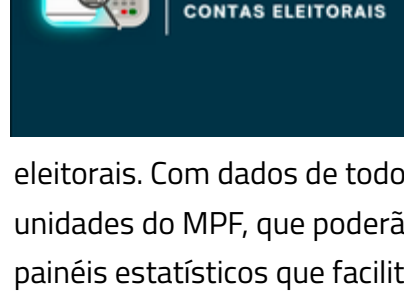 CONTAS ELEITORAIS
eleitorais. Com dados de todo
unidades do MPF, que poderã
painéis estatísticos que facilit